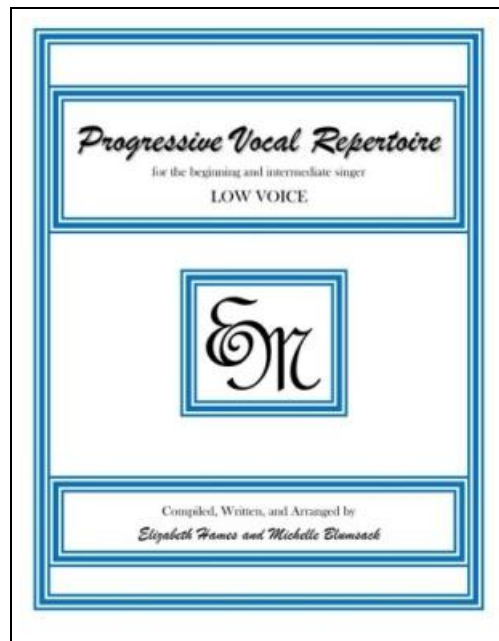 Progressive Vocal Repertoire
for the beginning and intermediate singer
LOW VOICE
EM
Compiled, Written, and Arranged by
Elizabeth Hames and Michelle Blumsack